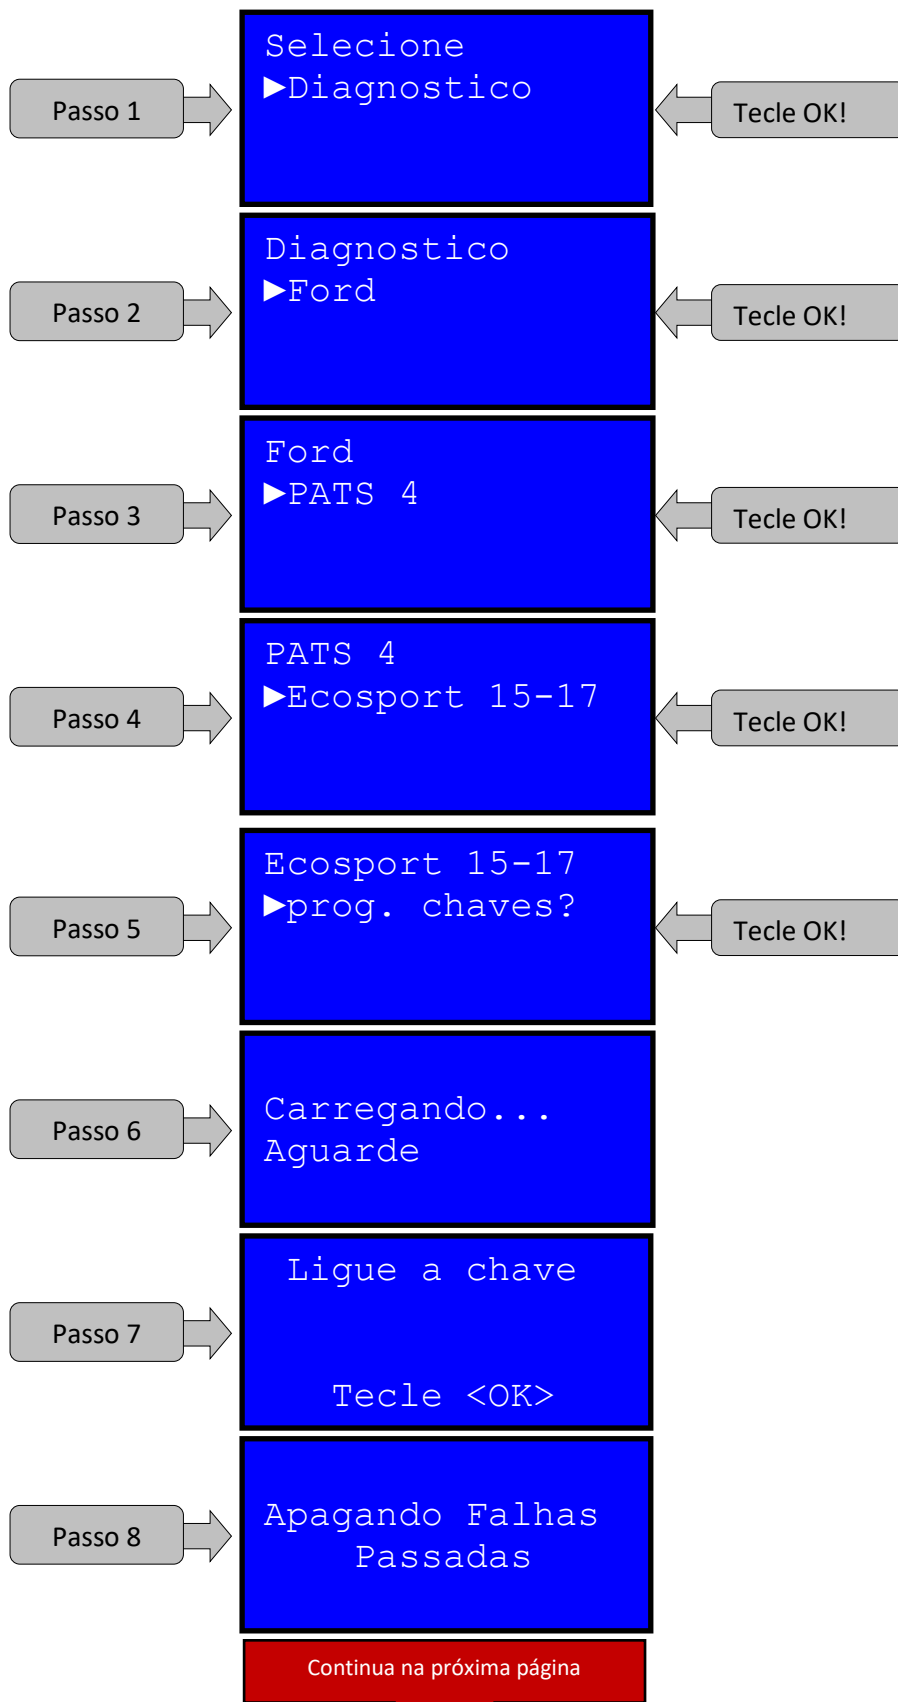 Selecione
►Diagnostico
Passo 1
Tecle OK!
Diagnostico
►Ford
Passo 2
Tecle OK!
Ford
►PATS 4
Passo 3
Tecle OK!
PATS 4
►Ecosport 15-17
Passo 4
Tecle OK!
Ecosport 15-17
►prog. chaves?
Passo 5
Tecle OK!
Carregando...
Aguarde
Passo 6
Ligue a chave
Passo 7
Tecle <OK>
Apagando Falhas
Passadas
Passo 8
Continua na próxima página